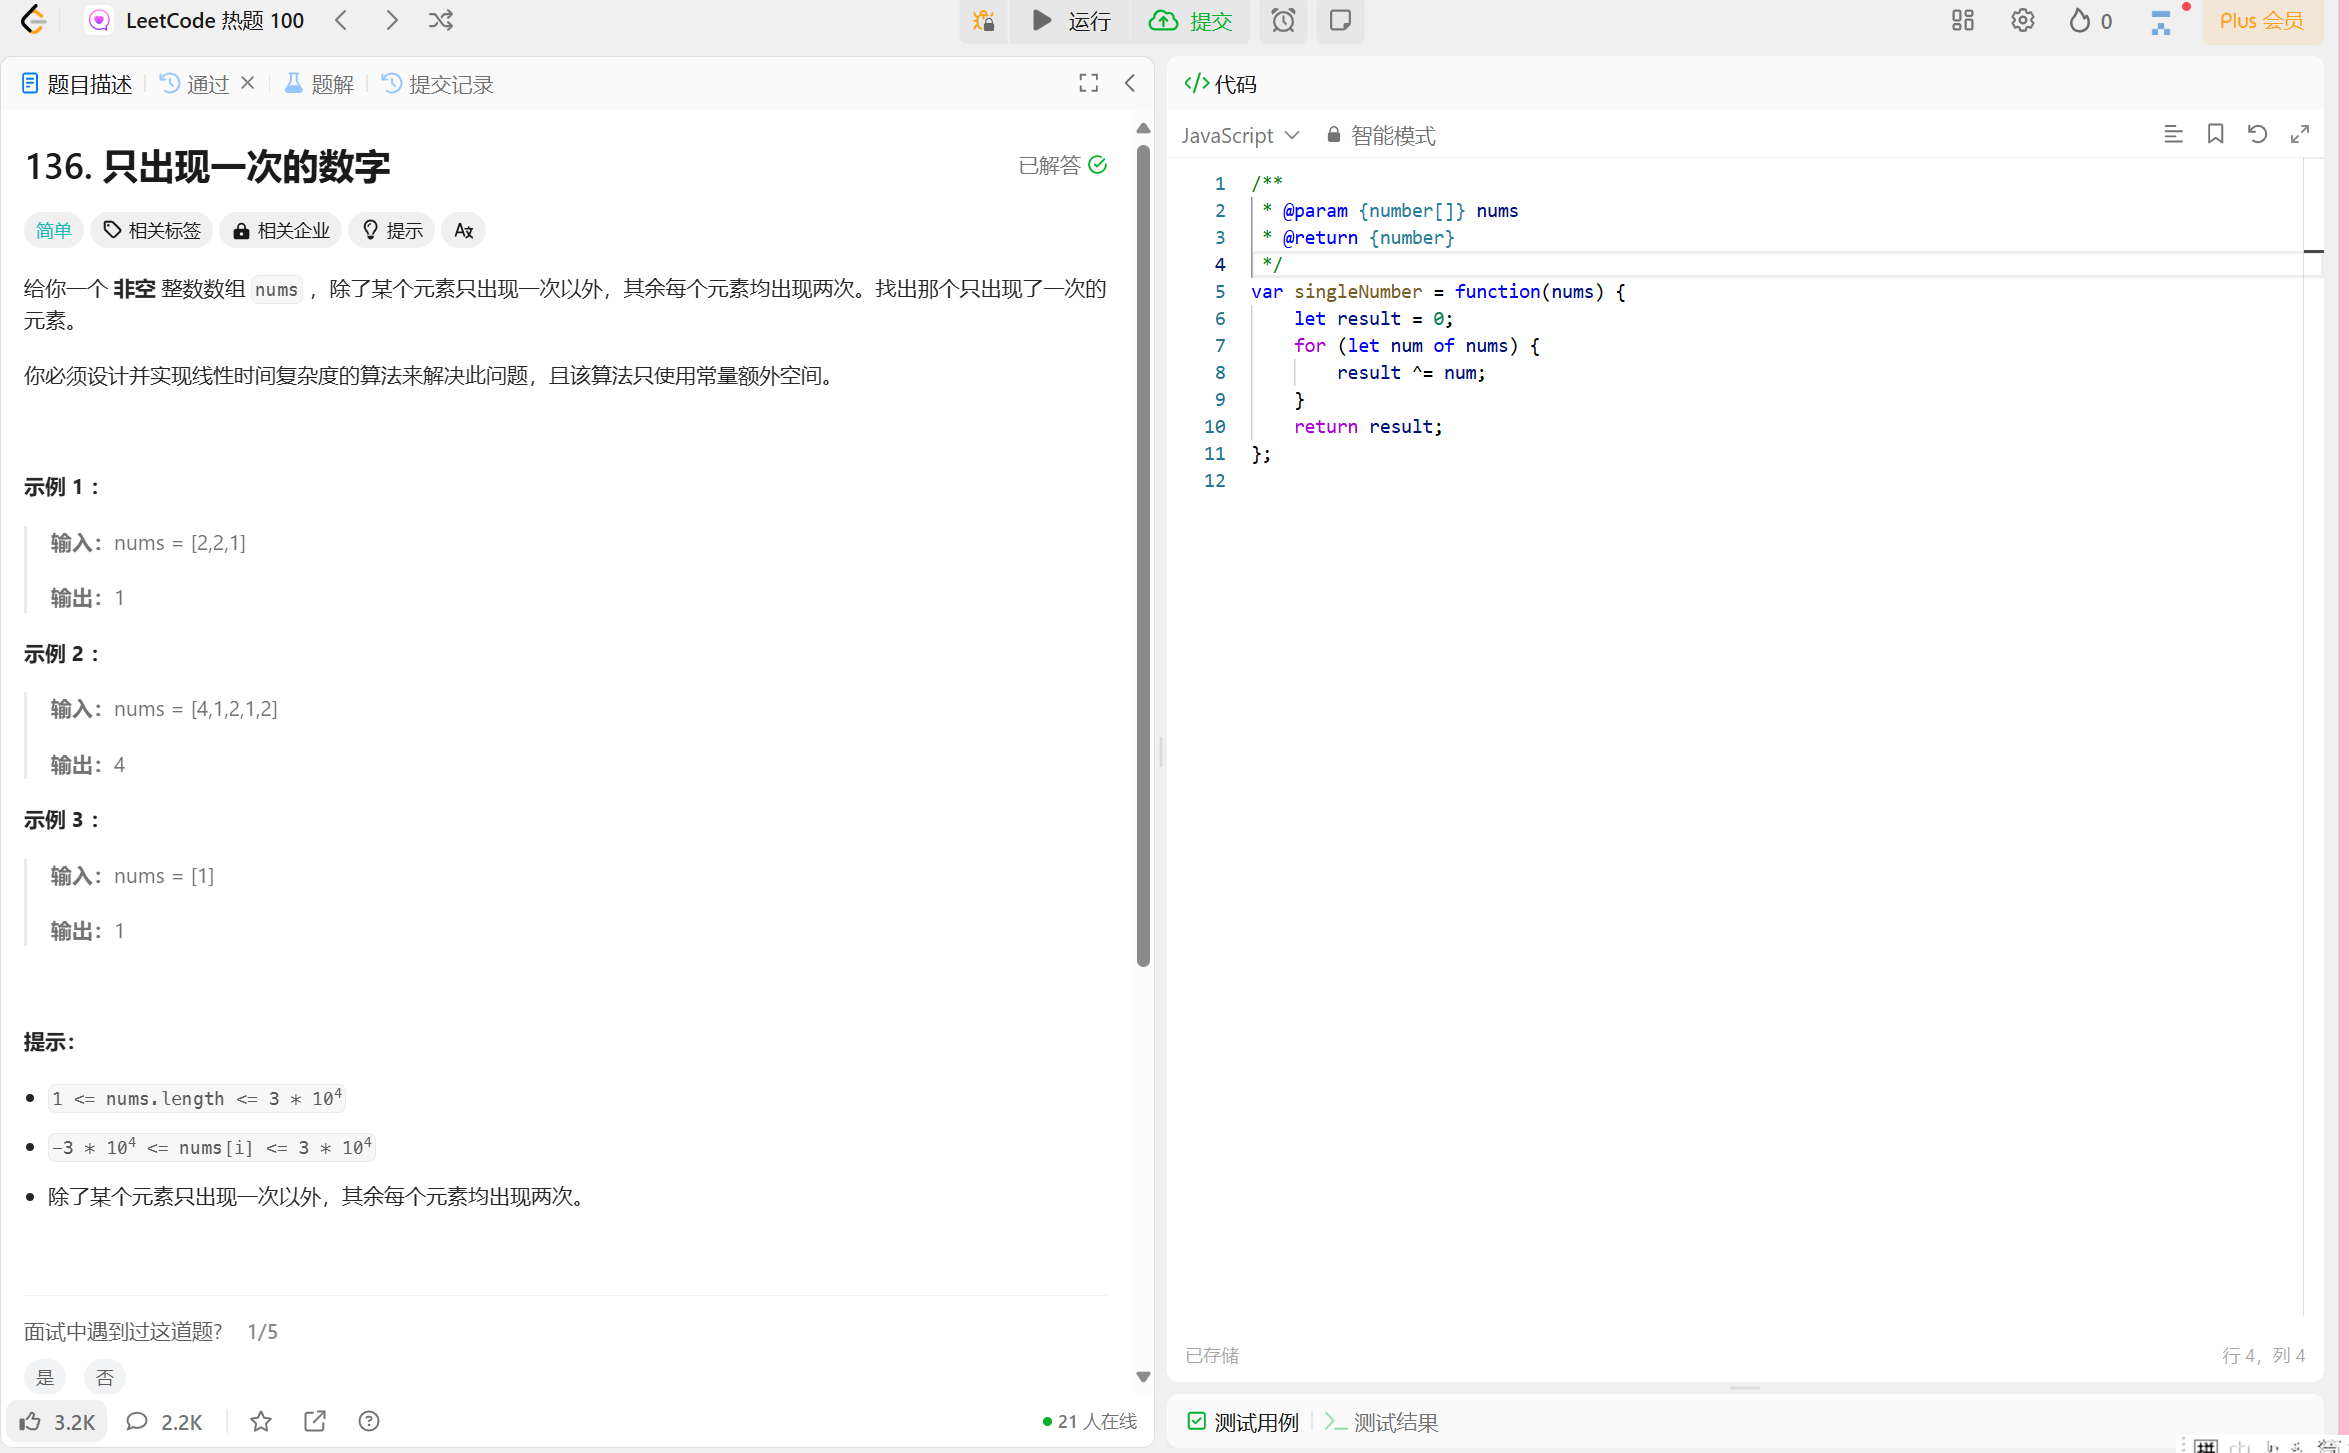 LeetCode 热题 100
运行
提交
0
Plus 会员
题目描述
通过
题解
提交记录
136. 只出现一次的数字
已解答
简单
相关标签
相关企业
提示
给你一个 非空 整数数组 nums ，除了某个元素只出现一次以外，其余每个元素均出现两次。找出那个只出现了一次的
元素。
你必须设计并实现线性时间复杂度的算法来解决此问题，且该算法只使用常量额外空间。
示例 1 ：
输入：nums = [2,2,1]
输出：1
示例 2 ：
输入：nums = [4,1,2,1,2]
输出：4
示例 3 ：
输入：nums = [1]
输出：1
提示：
1 <= nums.length <= 3 * 10⁴
-3 * 10⁴ <= nums[i] <= 3 * 10⁴
除了某个元素只出现一次以外，其余每个元素均出现两次。
面试中遇到过这道题? 1/5
是
否
3.2K
2.2K
21 人在线
代码
JavaScript
智能模式
1 /**
2  * @param {number[]} nums
3  * @return {number}
4  */
5 var singleNumber = function(nums) {
6     let result = 0;
7     for (let num of nums) {
8         result ^= num;
9     }
10     return result;
11 };
12
已存储
行 4，列 4
测试用例
测试结果